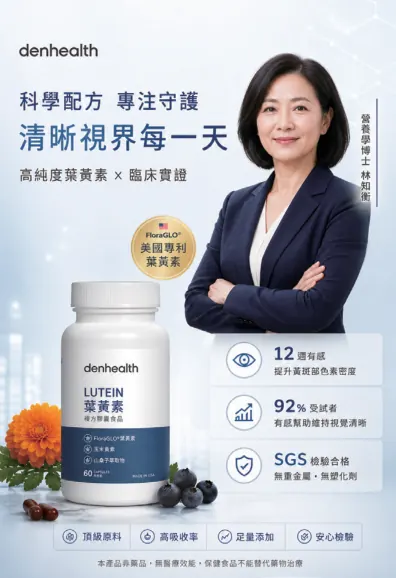 denhealth
科學配方 專注守護
清晰視界每一天
高純度葉黃素 × 臨床實證
營養學博士 林知衡
FloraGLO®
美國專利
葉黃素
denhealth
LUTEIN
葉黃素
複方膠囊食品
FloraGLO®葉黃素
玉米黃素
山桑子萃取物
60 CAPSULES
MADE IN USA
12 週有感
提升黃斑部色素密度
92% 受試者
有感幫助維持視覺清晰
SGS 檢驗合格
無重金屬・無塑化劑
頂級原料
高吸收率
足量添加
安心檢驗
本產品非藥品，無醫療效能，保健食品不能替代藥物治療